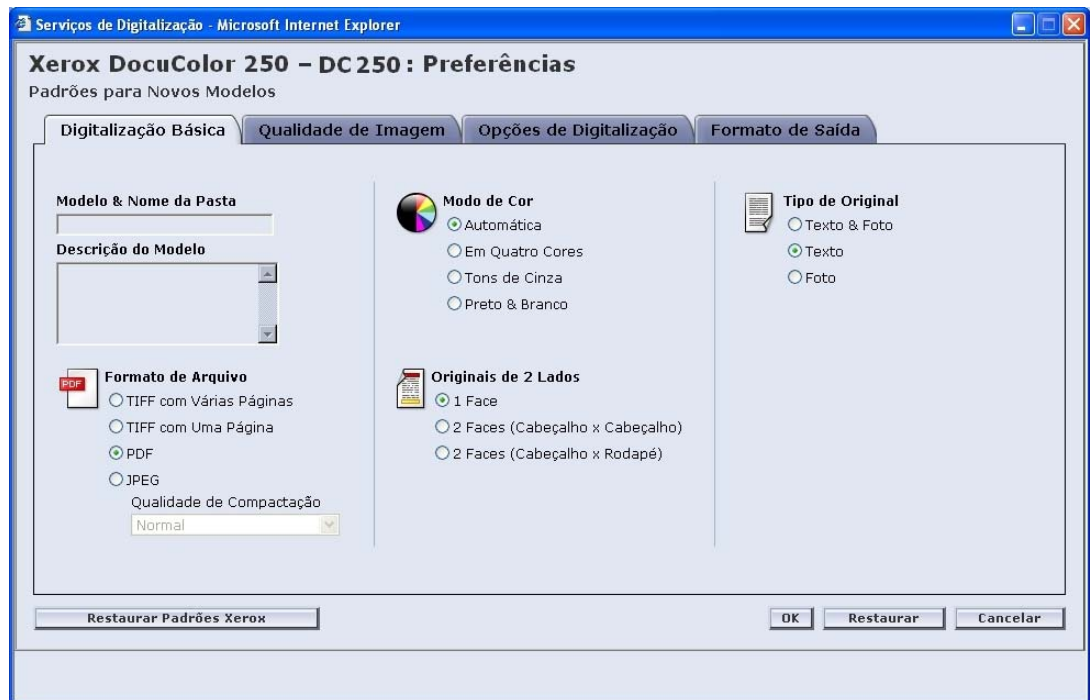 Serviços de Digitalização - Microsoft Internet Explorer
Xerox DocuColor 250 – DC250 : Preferências
Padrões para Novos Modelos
Digitalização Básica
Qualidade de Imagem
Opções de Digitalização
Formato de Saída
Modelo & Nome da Pasta
Descrição do Modelo
PDF
Formato de Arquivo
TIFF com Várias Páginas
TIFF com Uma Página
PDF
JPEG
Qualidade de Compactação
Normal
Modo de Cor
Automática
Em Quatro Cores
Tons de Cinza
Preto & Branco
Originais de 2 Lados
1 Face
2 Faces (Cabeçalho x Cabeçalho)
2 Faces (Cabeçalho x Rodapé)
Tipo de Original
Texto & Foto
Texto
Foto
Restaurar Padrões Xerox
OK
Restaurar
Cancelar